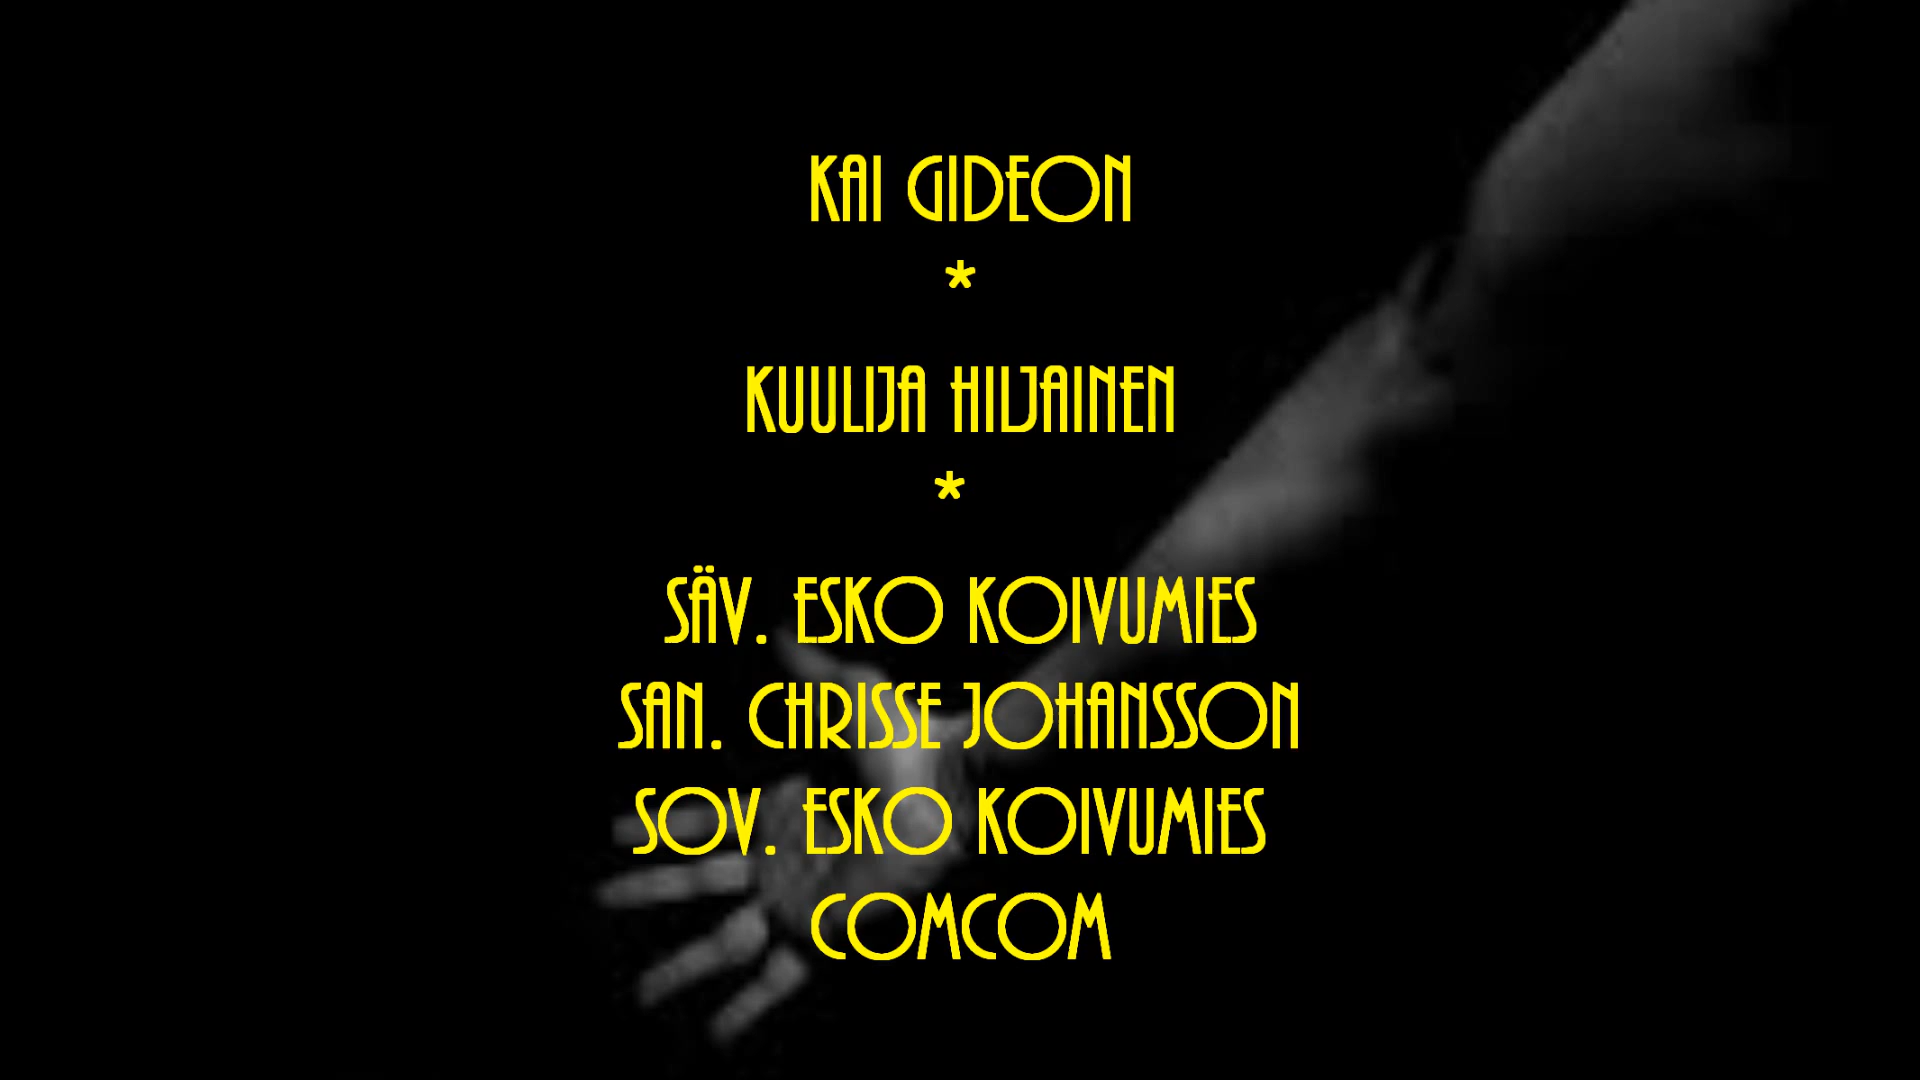 KAI GIDEON
*
KUULIJA HILJAINEN
*
SÄV. ESKO KOIVUMIES
SAN. CHRISSE JOHANSSON
SOV. ESKO KOIVUMIES
COMCOM